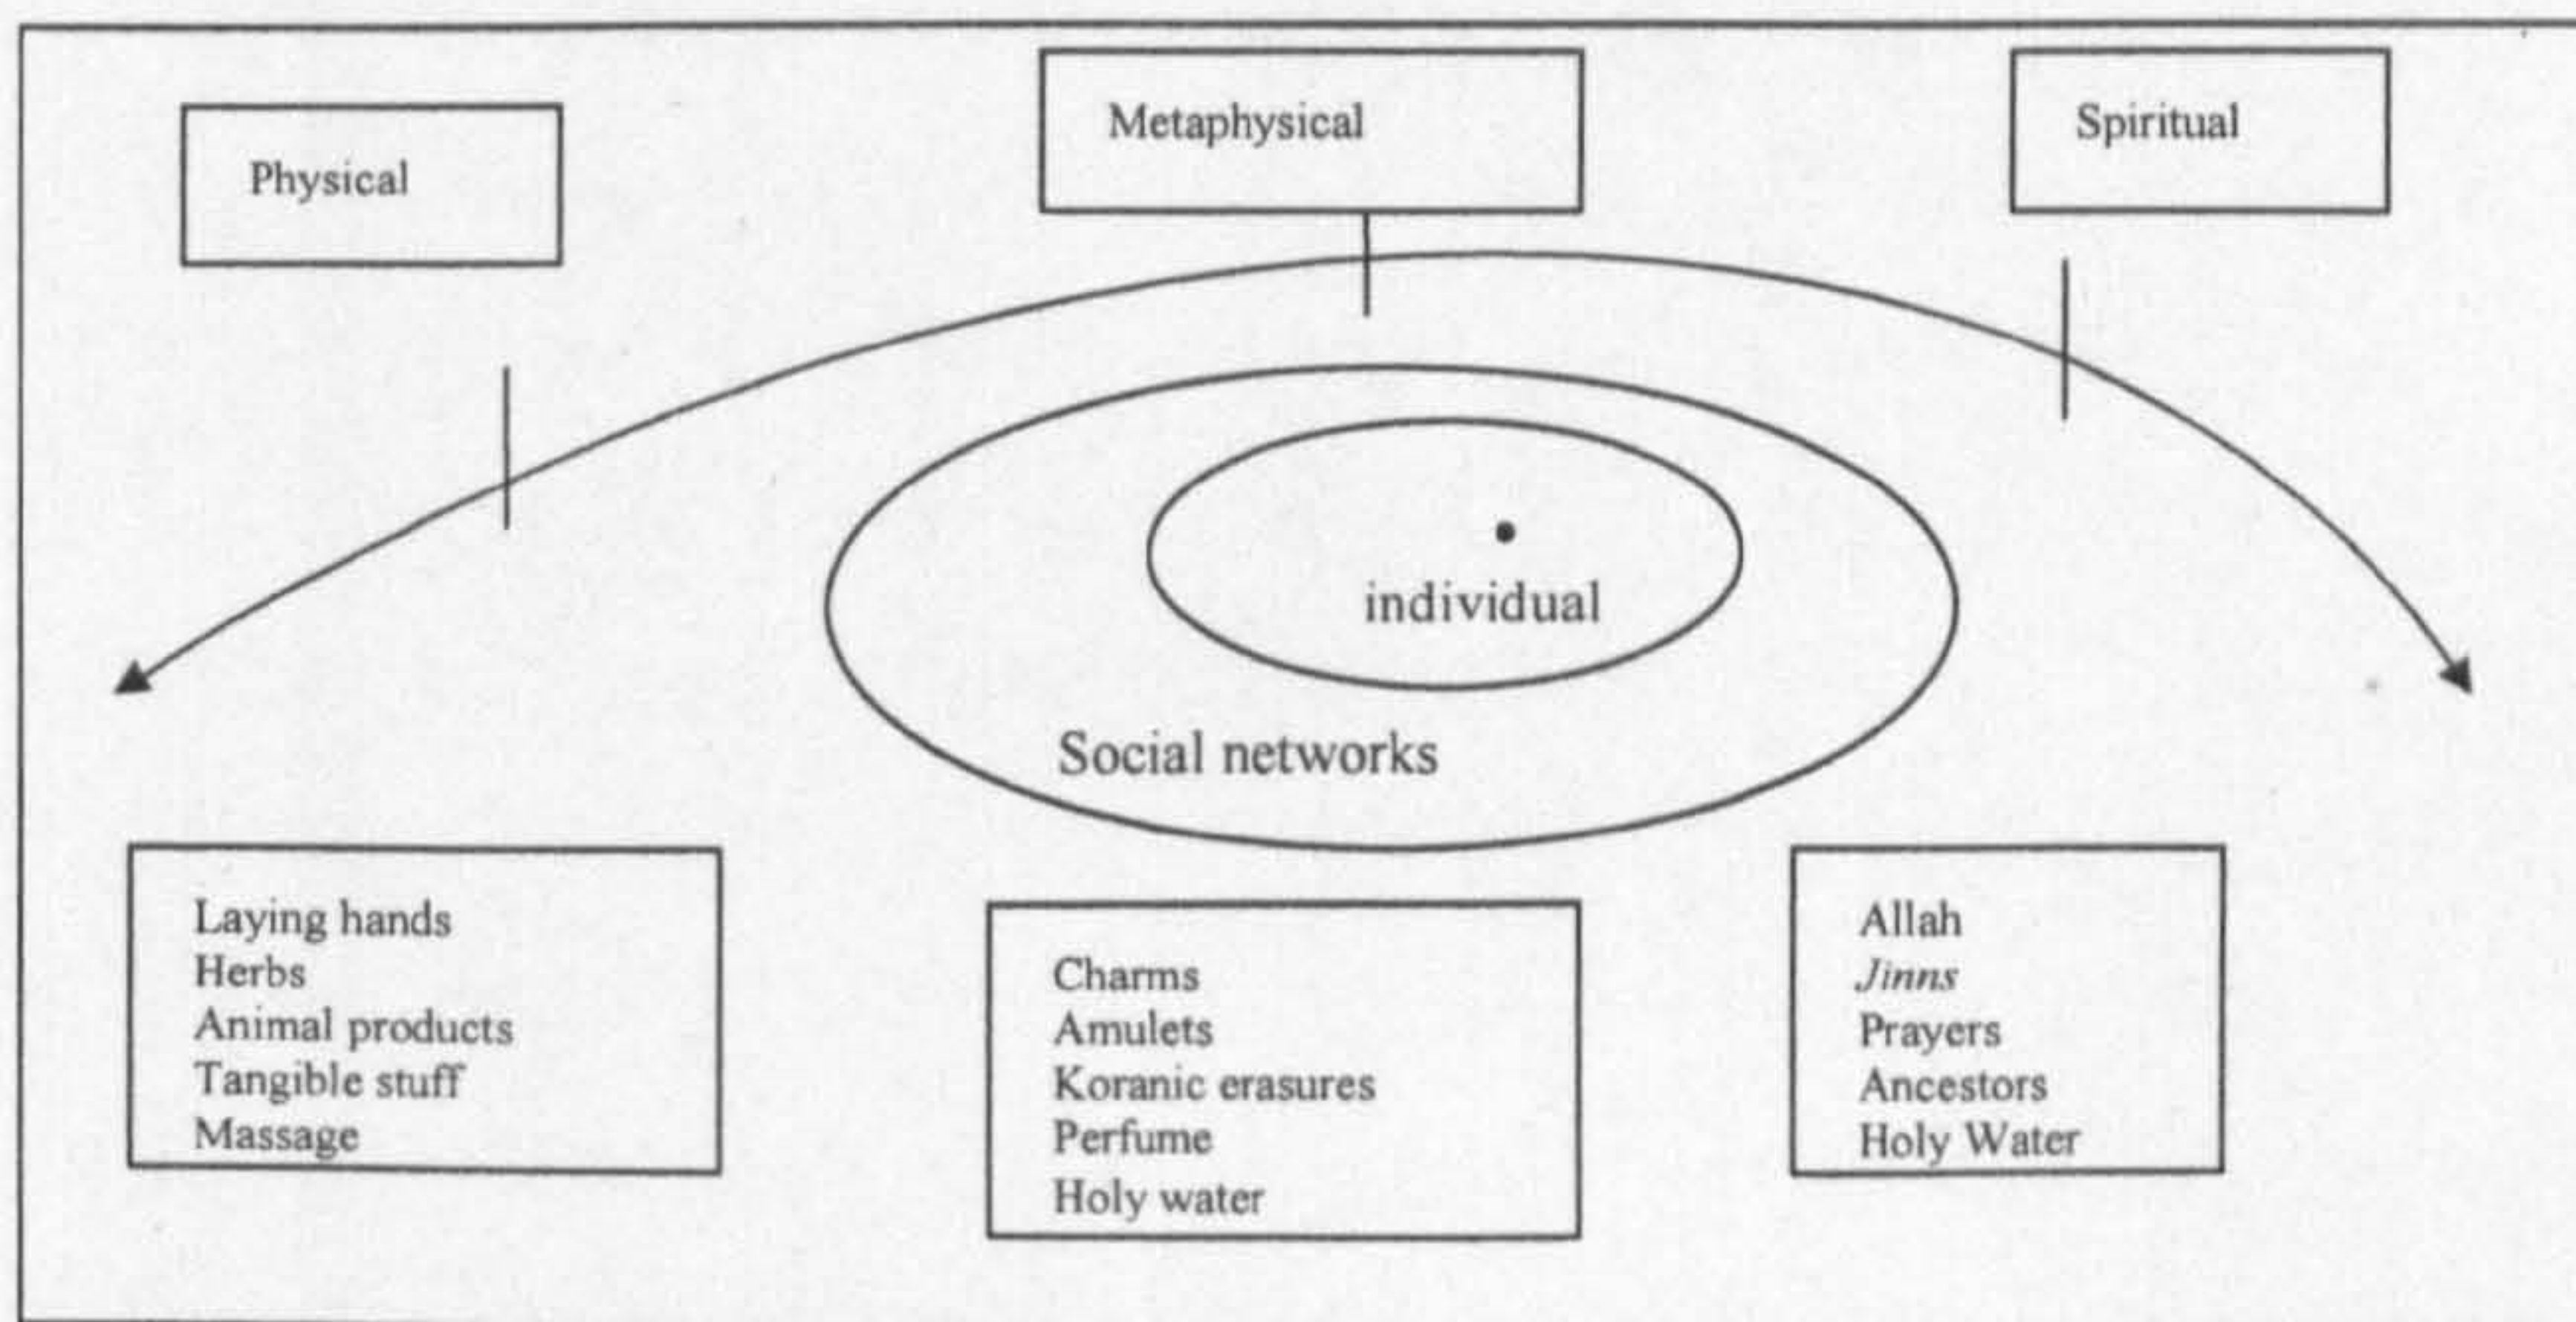 Physical
Metaphysical
Spiritual
individual
Social networks
Laying hands
Herbs
Animal products
Tangible stuff
Massage
Charms
Amulets
Koranic erasures
Perfume
Holy water
Allah
Jinns
Prayers
Ancestors
Holy Water